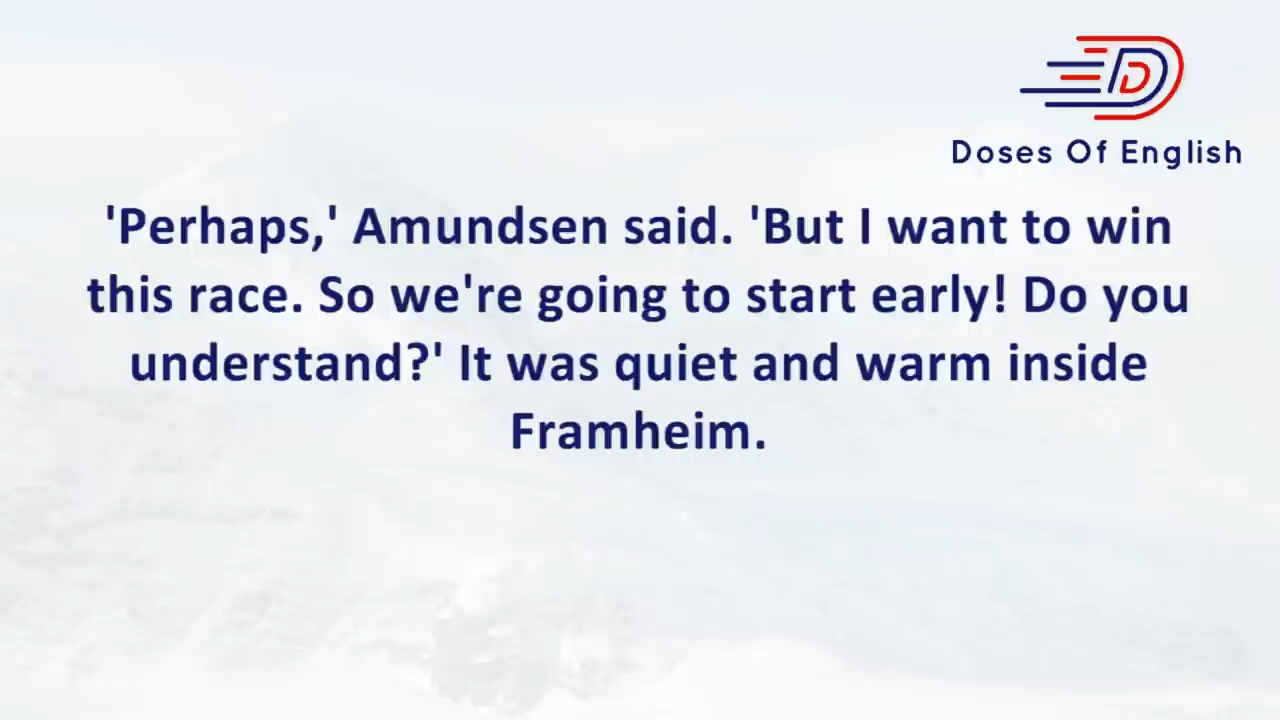 Doses Of English
'Perhaps,' Amundsen said. 'But I want to win
this race. So we're going to start early! Do you
understand?' It was quiet and warm inside
Framheim.